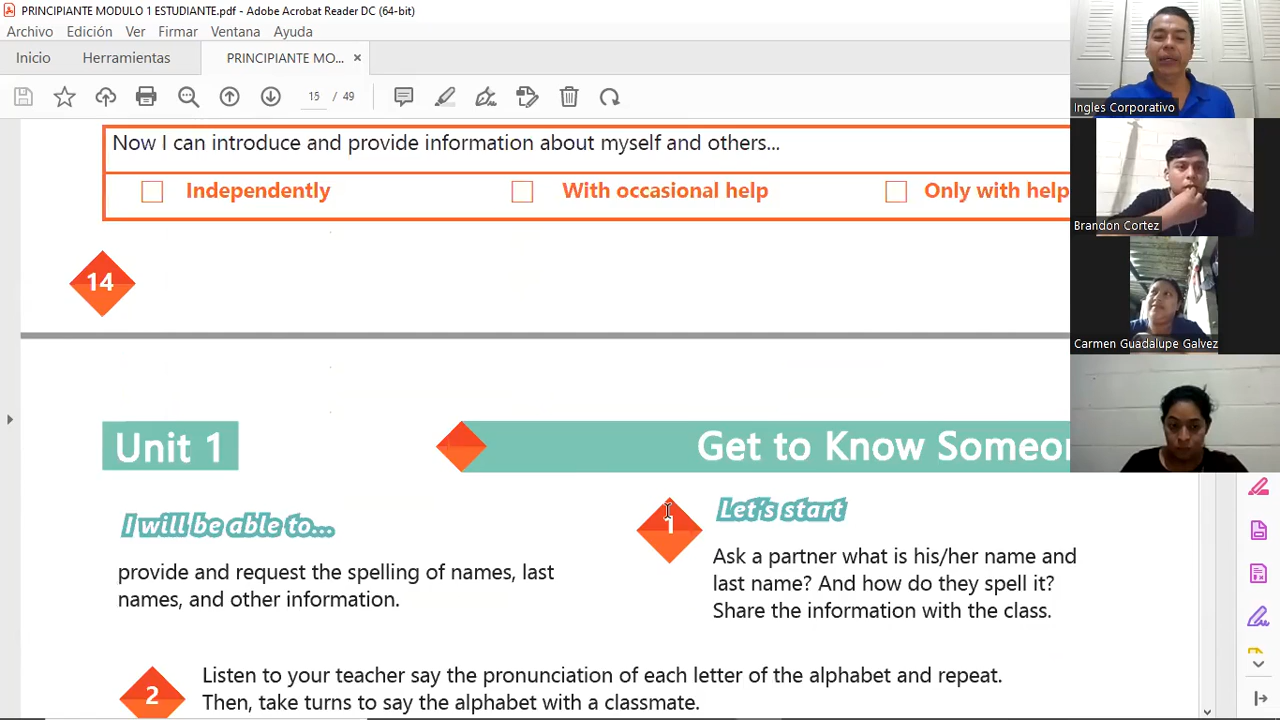 PRINCIPIANTE MODULO 1 ESTUDIANTE.pdf - Adobe Acrobat Reader DC (64-bit)
Archivo Edición Ver Firmar Ventana Ayuda
Inicio Herramientas PRINCIPIANTE MO... ×
15 / 49
Now I can introduce and provide information about myself and others...
Independently With occasional help Only with help
14
Unit 1 Get to Know Someo
I will be able to...
provide and request the spelling of names, last
names, and other information.
1 Let's start
Ask a partner what is his/her name and
last name? And how do they spell it?
Share the information with the class.
2 Listen to your teacher say the pronunciation of each letter of the alphabet and repeat.
Then, take turns to say the alphabet with a classmate.
Ingles Corporativo
Brandon Cortez
Carmen Guadalupe Galvez